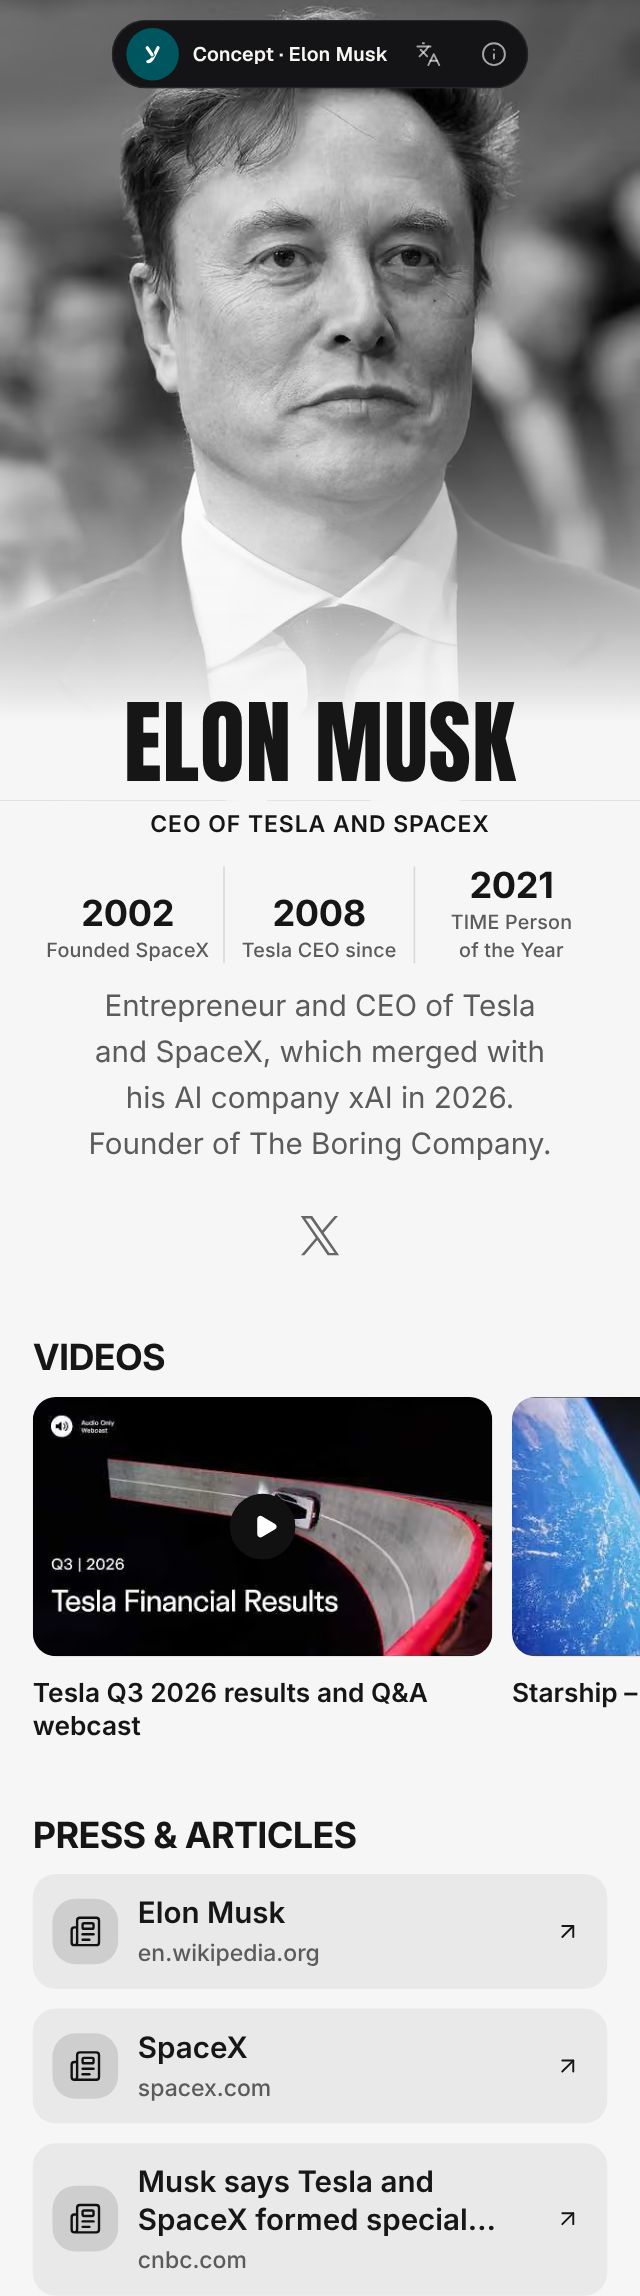 y
Concept · Elon Musk
ELON MUSK
CEO OF TESLA AND SPACEX
2002
Founded SpaceX
2008
Tesla CEO since
2021
TIME Person
of the Year
Entrepreneur and CEO of Tesla
and SpaceX, which merged with
his AI company xAI in 2026.
Founder of The Boring Company.
VIDEOS
Audio Only
Webcast
Q3 | 2026
Tesla Financial Results
Tesla Q3 2026 results and Q&A
webcast
Starship –
PRESS & ARTICLES
Elon Musk
en.wikipedia.org
SpaceX
spacex.com
Musk says Tesla and
SpaceX formed special...
cnbc.com